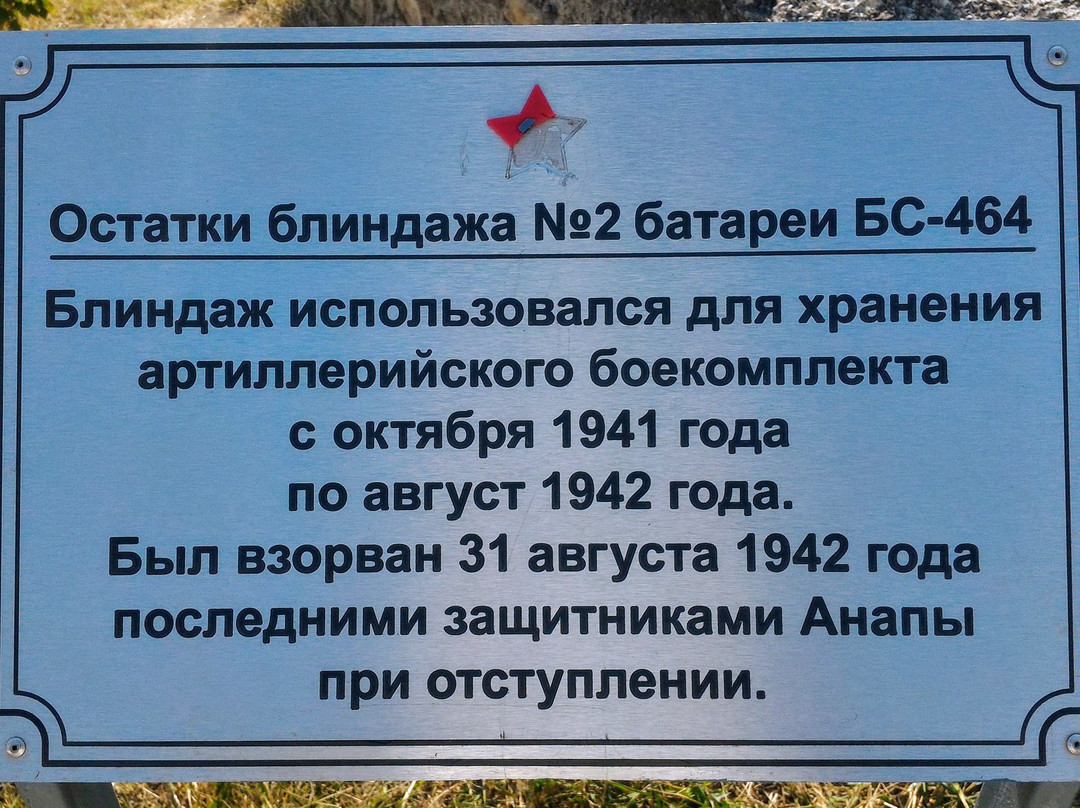 Остатки блиндажа №2 батареи БС-464
Блиндаж использовался для хранения
артиллерийского боекомплекта
с октября 1941 года
по август 1942 года.
Был взорван 31 августа 1942 года
последними защитниками Анапы
при отступлении.